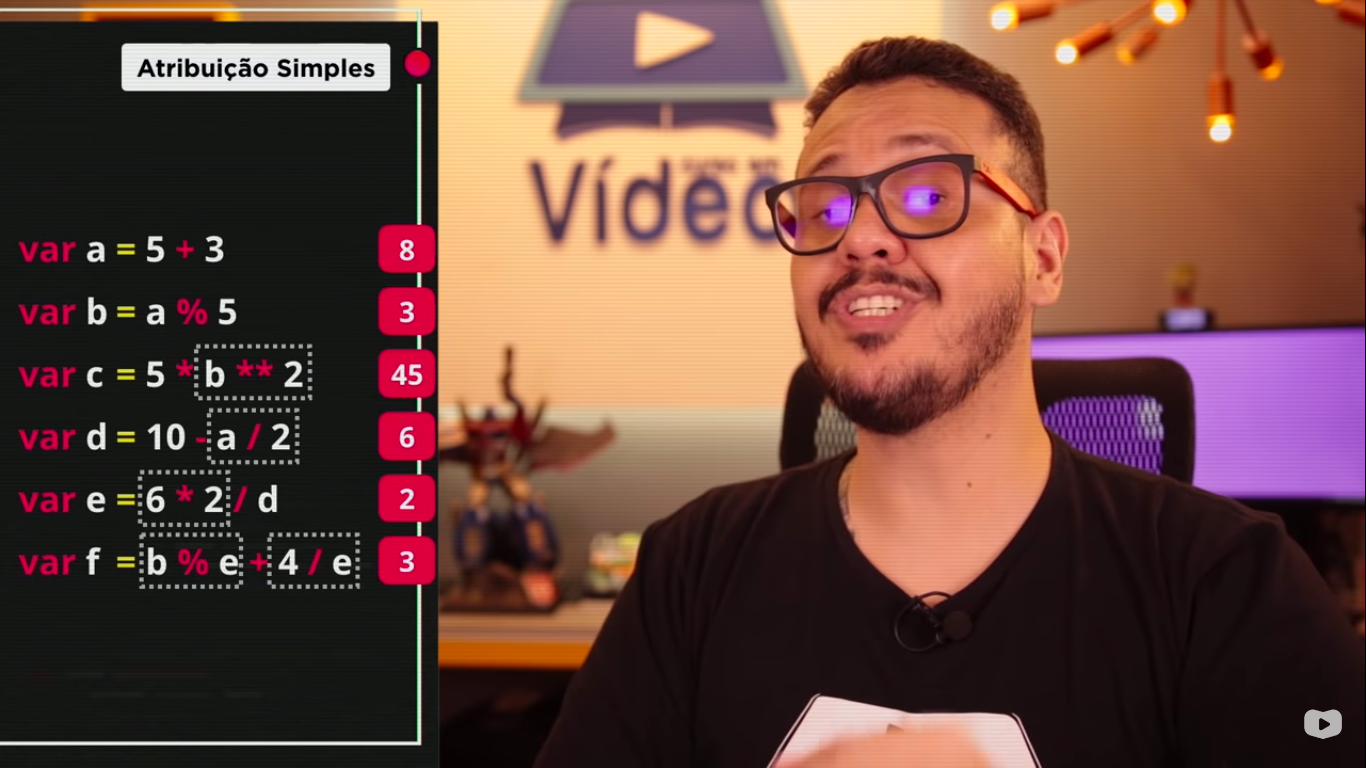 Atribuição Simples
var a = 5 + 3 8
var b = a % 5 3
var c = 5 * b ** 2 45
var d = 10 - a / 2 6
var e = 6 * 2 / d 2
var f = b % e + 4 / e 3
Vídeo